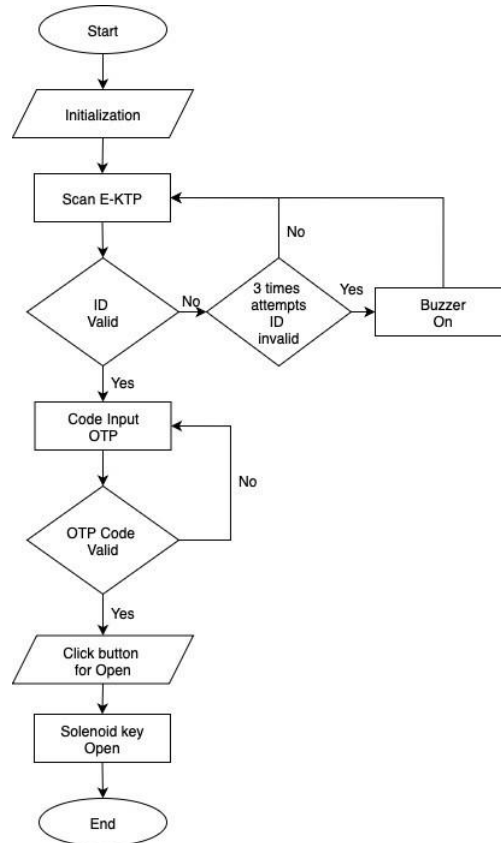 Start
Initialization
Scan E-KTP
No
ID
Valid
No
3 times
attempts
ID
invalid
Yes
Buzzer
On
Yes
Code Input
OTP
No
OTP Code
Valid
Yes
Click button
for Open
Solenoid key
Open
End